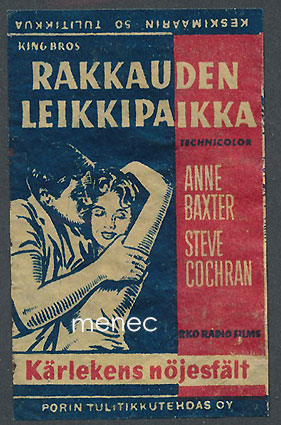 KESKIMÄÄRIN 50 TULITIKKUA
KING BROS
RAKKAUDEN
LEIKKIPAIKKA
TECHNICOLOR
ANNE
BAXTER
STEVE
COCHRAN
menec
RKO RADIO FILMS
Kärlekens nöjesfält
PORIN TULITIKKUTEHDAS OY